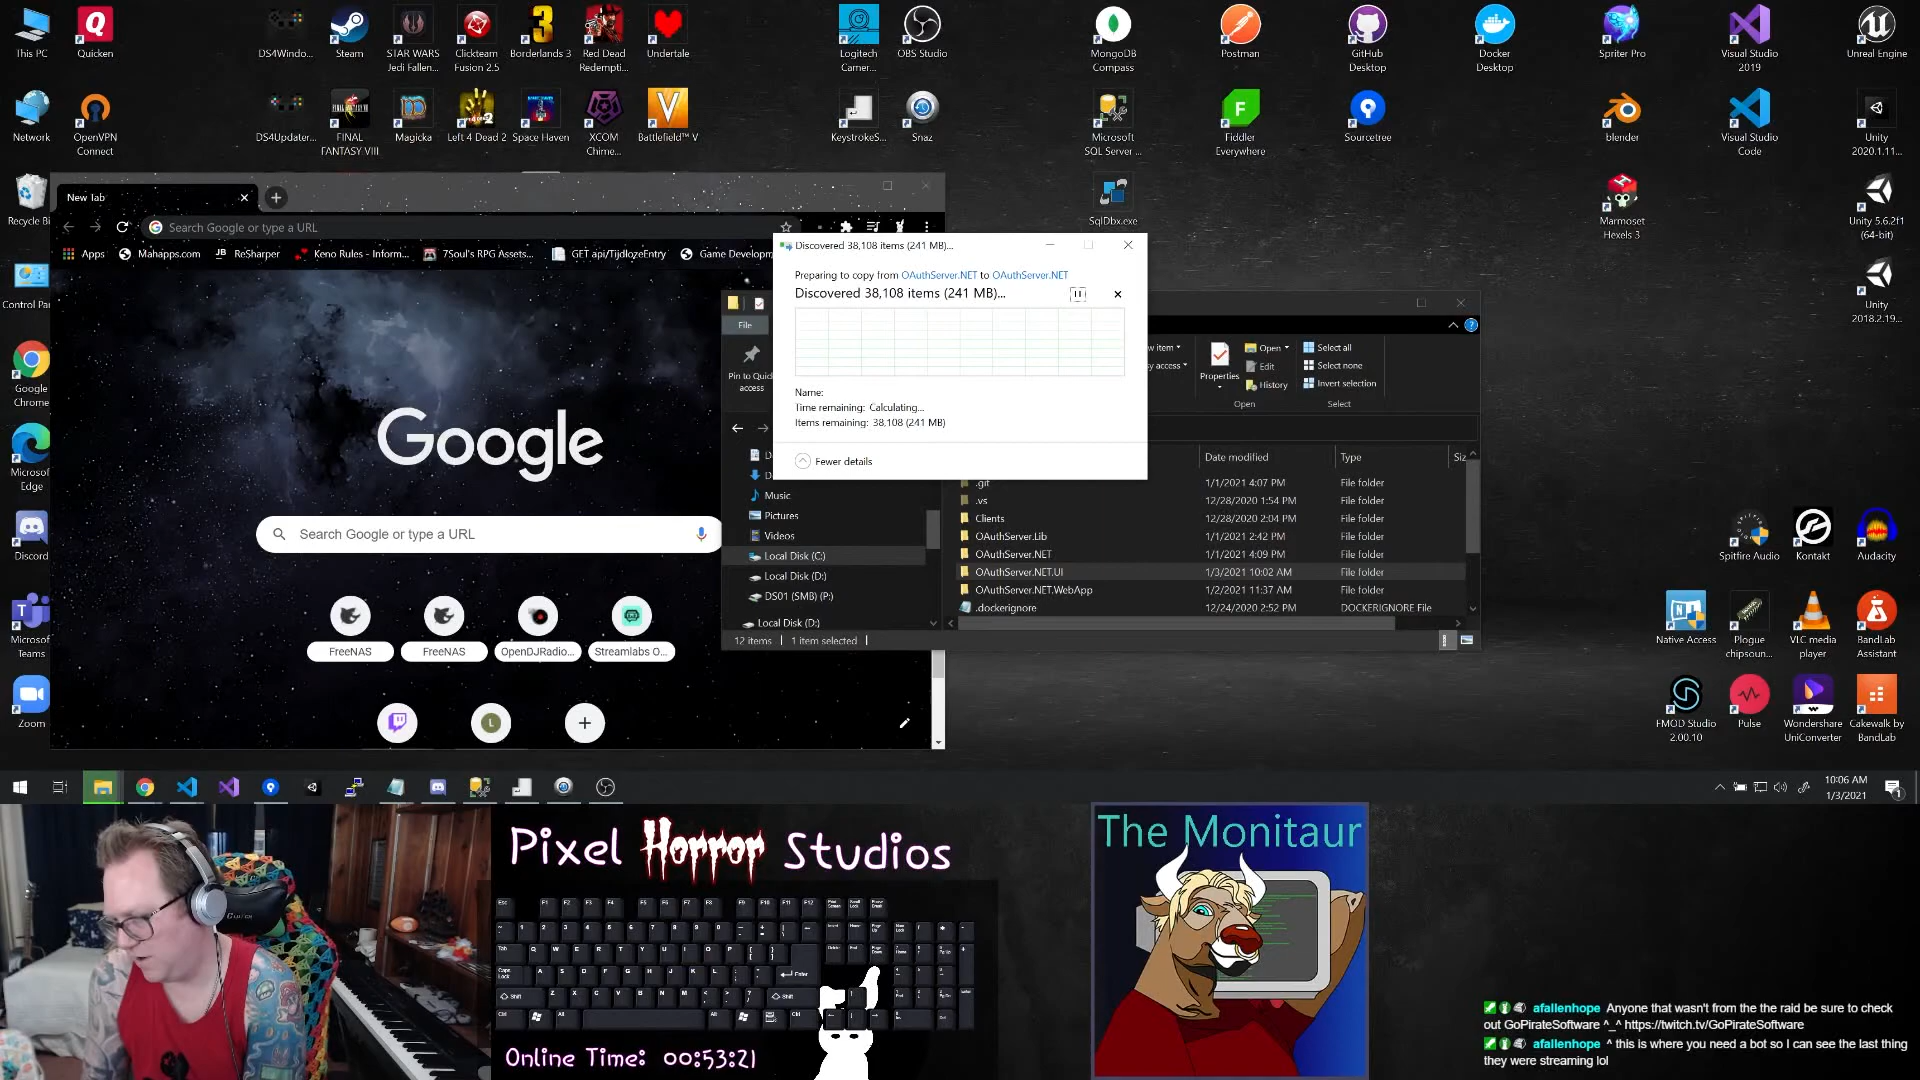 This PC
Quicken
DS4Windo...
Steam
STAR WARS
Jedi Fallen...
Clickteam
Fusion 2.5
Borderlands 3
Red Dead
Redempti...
Undertale
Logitech
Camer...
OBS Studio
MongoDB
Compass
Postman
GitHub
Desktop
Docker
Desktop
Spriter Pro
Visual Studio
2019
Unreal Engine
Network
OpenVPN
Connect
DS4Updater...
FINAL
FANTASY VIII
Magicka
Left 4 Dead 2
Space Haven
XCOM
Chime...
Battlefield™ V
KeystrokeS...
Snaz
Microsoft
SQL Server ...
Fiddler
Everywhere
Sourcetree
blender
Visual Studio
Code
Unity
2020.1.11...
Recycle Bi
SqlDbx.exe
Marmoset
Hexels 3
Unity 5.6.2f1
(64-bit)
Control Pa
Unity
2018.2.19...
Google
Chrome
Microsof
Edge
Discord
Microsof
Teams
Zoom
New Tab
Search Google or type a URL
Apps
Mahapps.com
JB
ReSharper
Keno Rules - Inform...
7Soul's RPG Assets...
GET api/TijdlozeEntry
Game Developm
Google
Search Google or type a URL
FreeNAS
FreeNAS
OpenDJRadio...
Streamlabs O...
L
Discovered 38,108 items (241 MB)...
Preparing to copy from OAuthServer.NET to OAuthServer.NET
Discovered 38,108 items (241 MB)...
Name:
Time remaining: Calculating...
Items remaining: 38,108 (241 MB)
Fewer details
File
Pin to Quic
access
w item
sy access
Properties
Open
Edit
History
Open
Select all
Select none
Invert selection
Select
Date modified
Type
Siz
D
D
Music
Pictures
Videos
Local Disk (C:)
Local Disk (D:)
DS01 (SMB) (P:)
Local Disk (D:)
.git 1/1/2021 4:07 PM File folder
.vs 12/28/2020 1:54 PM File folder
Clients 12/28/2020 2:04 PM File folder
OAuthServer.Lib 1/1/2021 2:42 PM File folder
OAuthServer.NET 1/1/2021 4:09 PM File folder
OAuthServer.NET.UI 1/3/2021 10:02 AM File folder
OAuthServer.NET.WebApp 1/2/2021 11:37 AM File folder
.dockerignore 12/24/2020 2:52 PM DOCKERIGNORE File
12 items
1 item selected
Spitfire Audio
Kontakt
Audacity
Native Access
Plogue
chipsoun...
VLC media
player
BandLab
Assistant
FMOD Studio
2.00.10
Pulse
Wondershare
UniConverter
Cakewalk by
BandLab
10:06 AM
1/3/2021
Pixel Horror Studios
Online Time: 00:53:21
The Monitaur
afallenhope Anyone that wasn't from the the raid be sure to check
out GoPirateSoftware ^_^ https://twitch.tv/GoPirateSoftware
afallenhope ^ this is where you need a bot so I can see the last thing
they were streaming lol